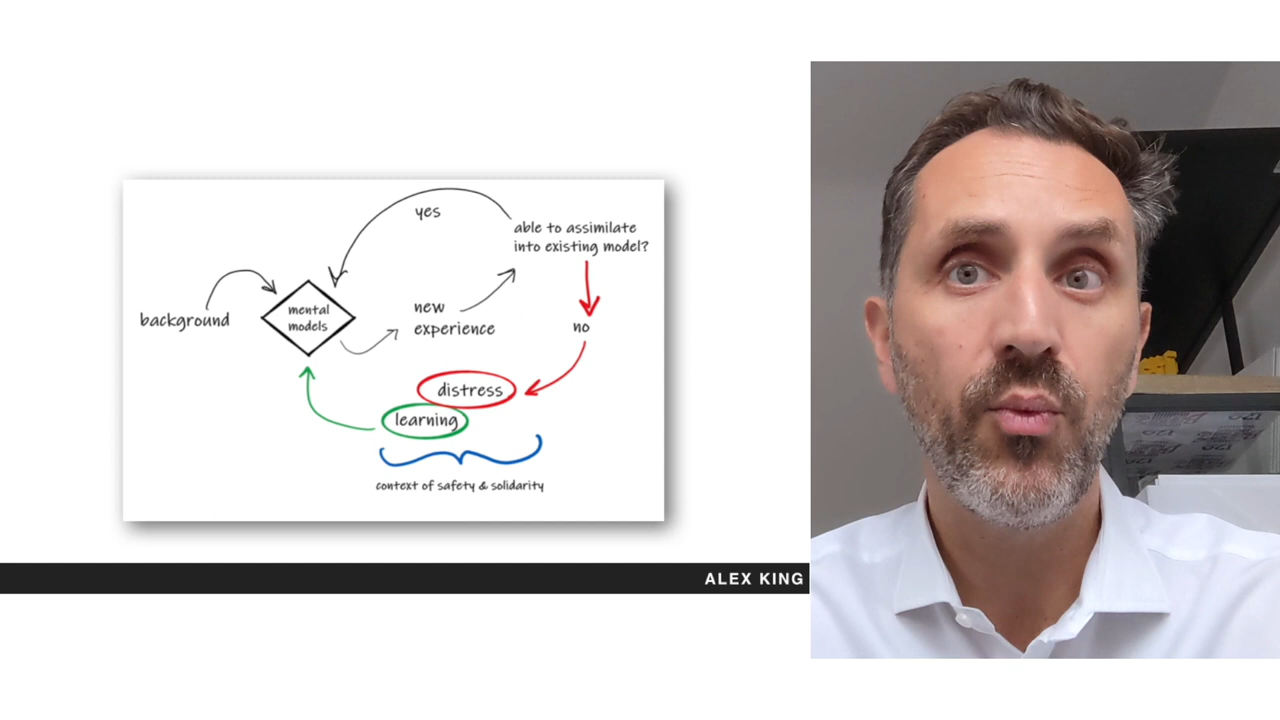 yes
able to assimilate
into existing model?
background
mental
models
new
experience
no
distress
learning
context of safety & solidarity
ALEX KING